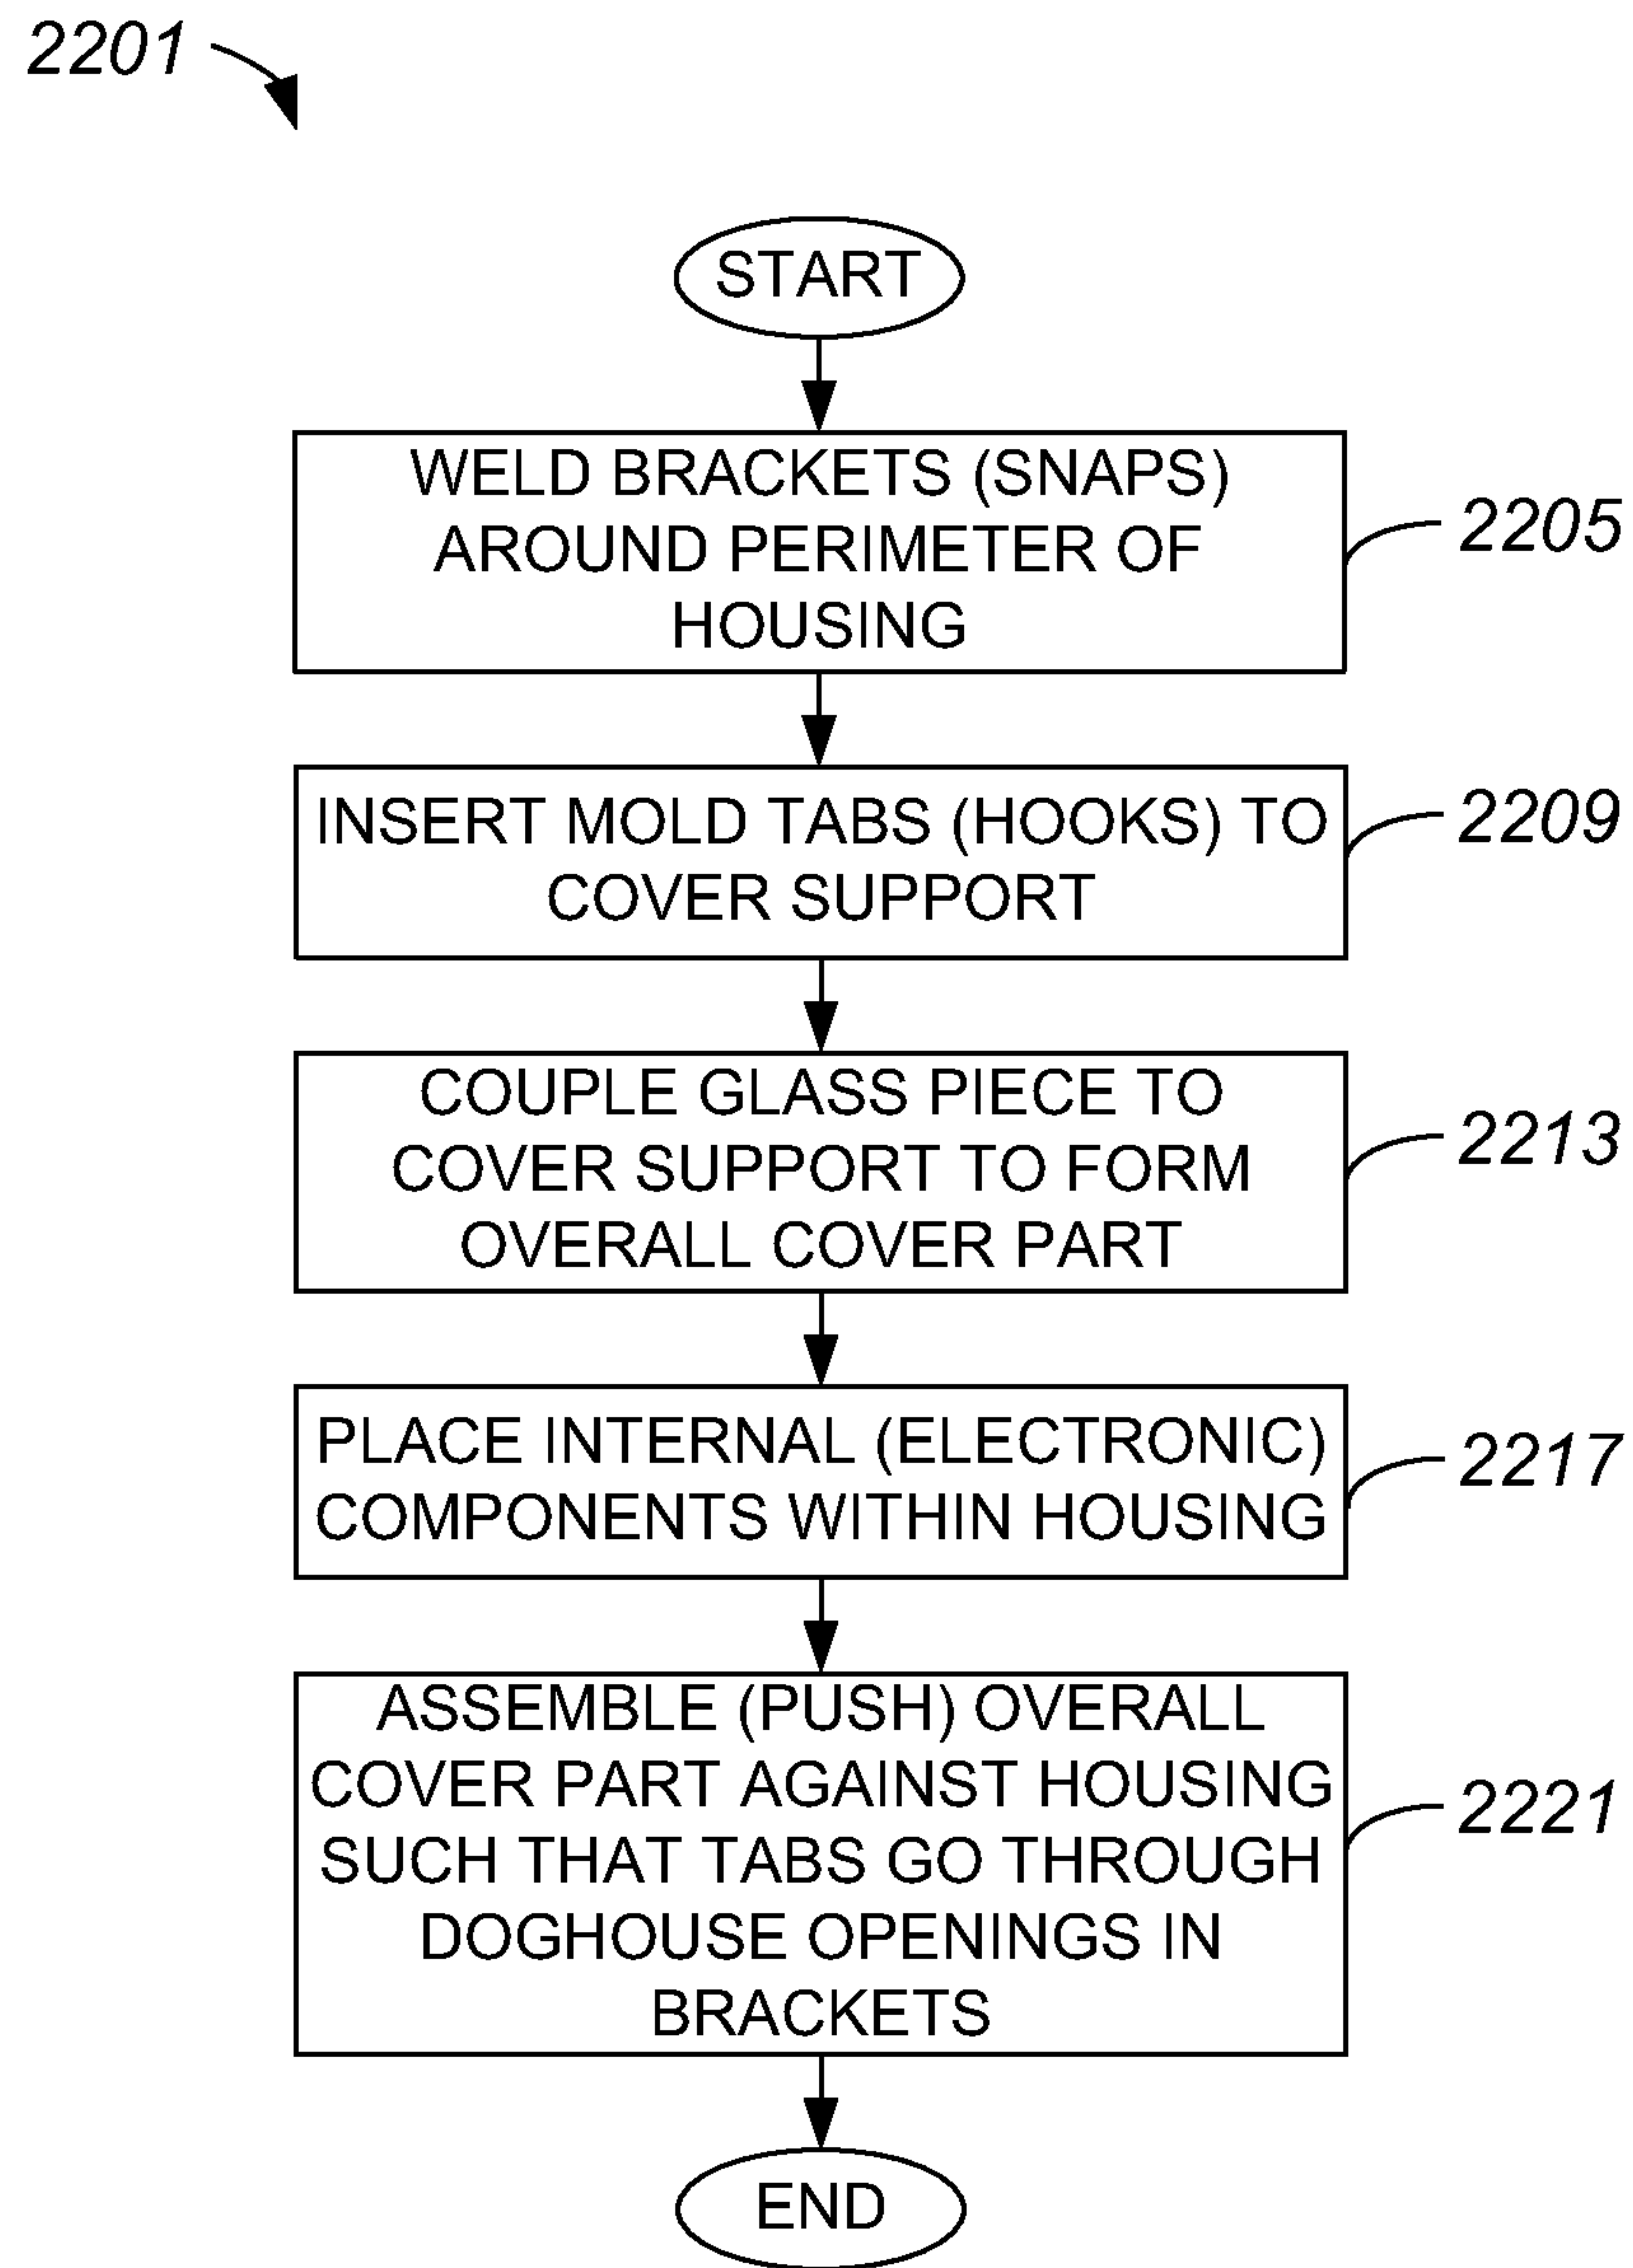 2201
START
WELD BRACKETS (SNAPS)
AROUND PERIMETER OF
HOUSING
2205
INSERT MOLD TABS (HOOKS) TO
COVER SUPPORT
2209
COUPLE GLASS PIECE TO
COVER SUPPORT TO FORM
OVERALL COVER PART
2213
PLACE INTERNAL (ELECTRONIC)
COMPONENTS WITHIN HOUSING
2217
ASSEMBLE (PUSH) OVERALL
COVER PART AGAINST HOUSING
SUCH THAT TABS GO THROUGH
DOGHOUSE OPENINGS IN
BRACKETS
2221
END